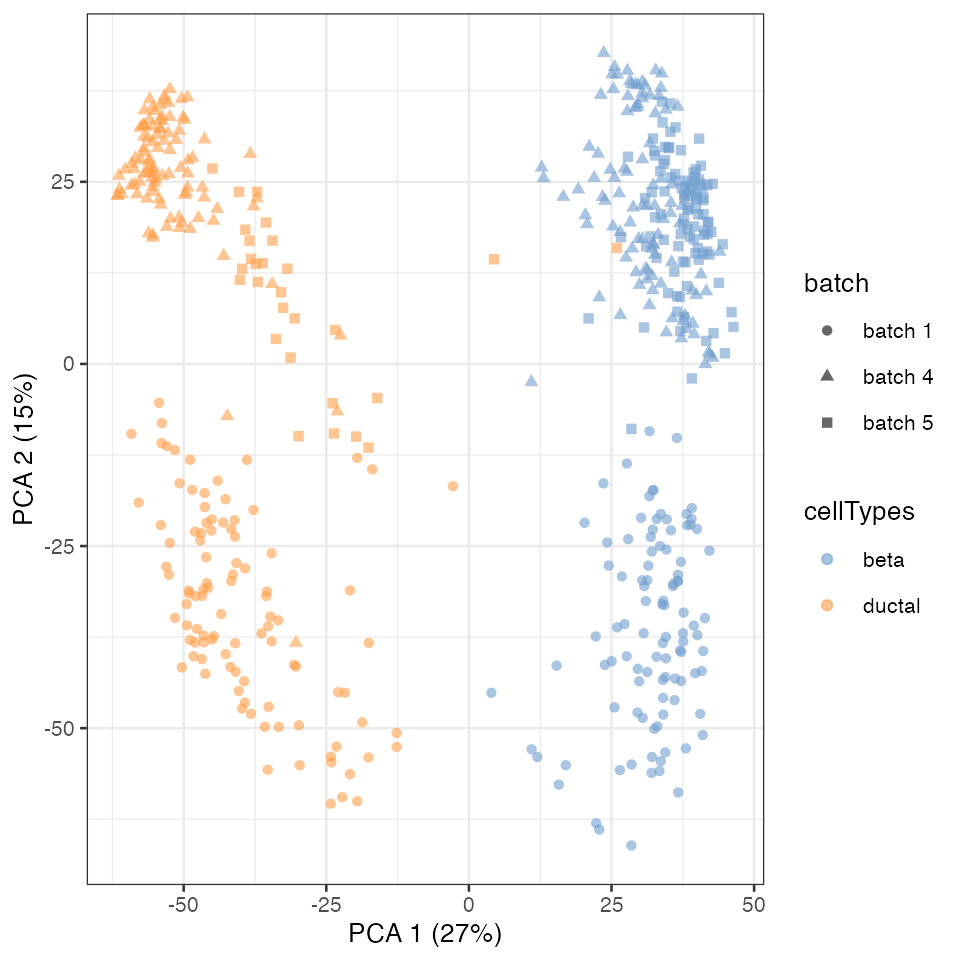 25
0
-25
-50
PCA 2 (15%)
-50
-25
0
25
50
PCA 1 (27%)
batch
batch 1
batch 4
batch 5
cellTypes
beta
ductal